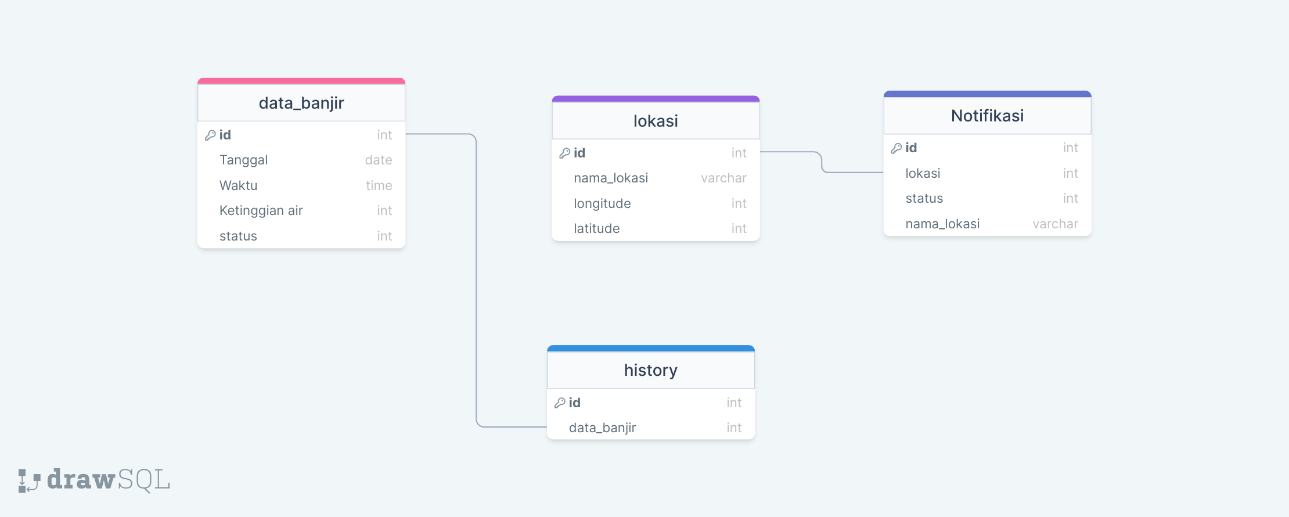 data_banjir
id int
Tanggal date
Waktu time
Ketinggian air int
status int
lokasi
id int
nama_lokasi varchar
longitude int
latitude int
Notifikasi
id int
lokasi int
status int
nama_lokasi varchar
history
id int
data_banjir int
drawSQL